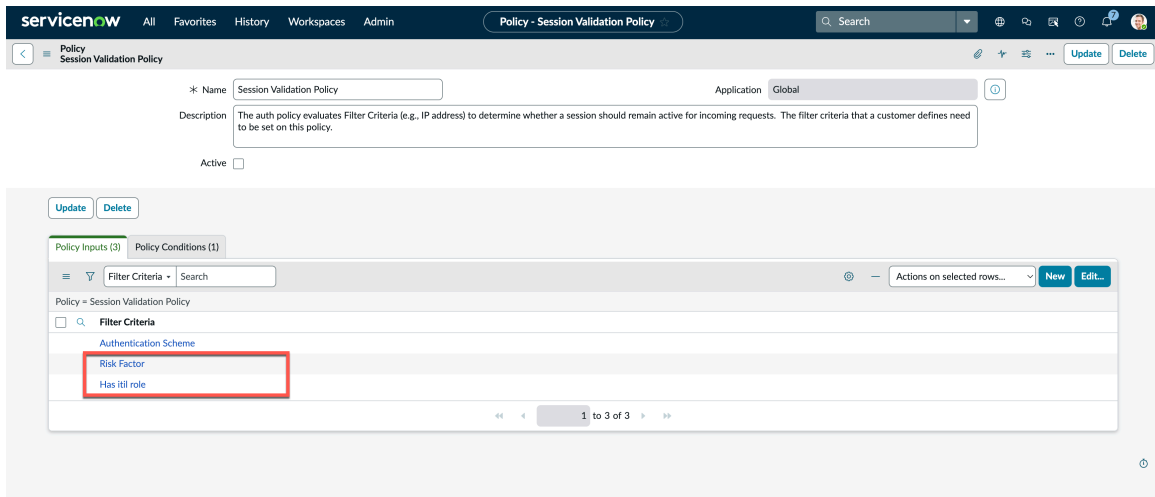 servicenow All Favorites History Workspaces Admin Policy - Session Validation Policy Search 7
Policy
Session Validation Policy
Update Delete
Name Session Validation Policy
Application Global
Description The auth policy evaluates Filter Criteria (e.g., IP address) to determine whether a session should remain active for incoming requests. The filter criteria that a customer defines need
to be set on this policy.
Active
Update Delete
Policy Inputs (3) Policy Conditions (1)
Filter Criteria Search Actions on selected rows... New Edit...
Policy = Session Validation Policy
Filter Criteria
Authentication Scheme
Risk Factor
Has itil role
1 to 3 of 3